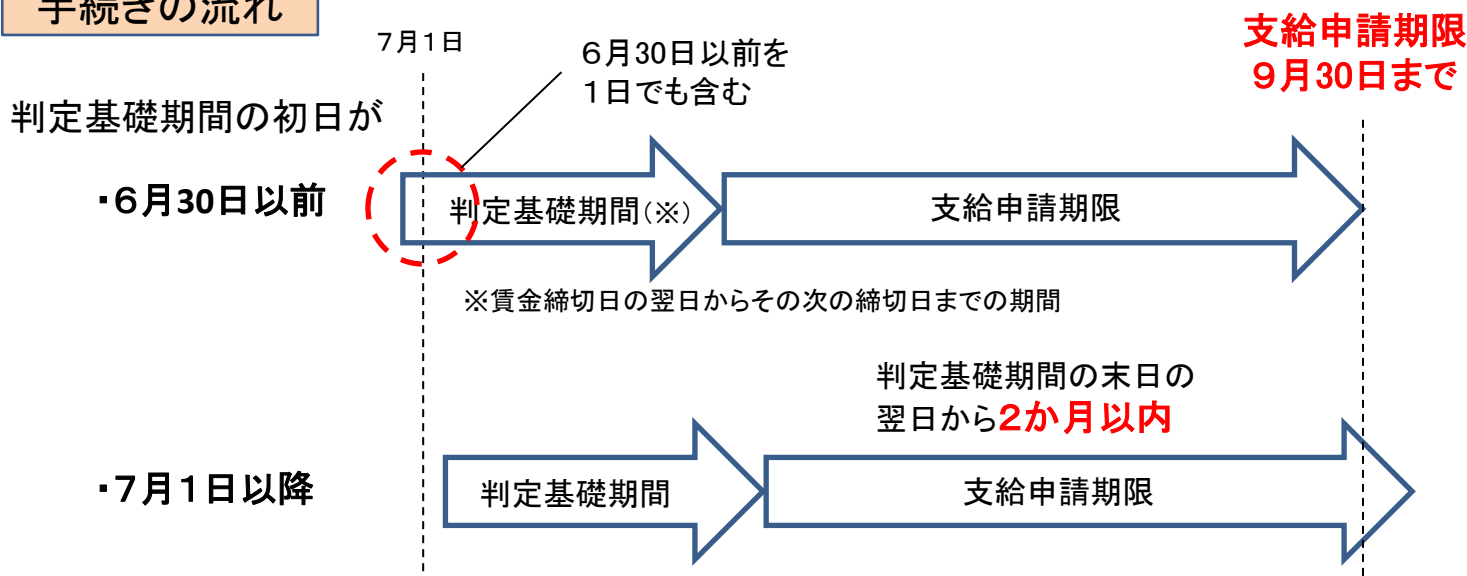 手続きの流れ
7月1日
6月30日以前を
1日でも含む
支給申請期限
9月30日まで
判定基礎期間の初日が
・6月30日以前
判定基礎期間(※)
支給申請期限
※賃金締切日の翌日からその次の締切日までの期間
判定基礎期間の末日の
翌日から2か月以内
・7月1日以降
判定基礎期間
支給申請期限